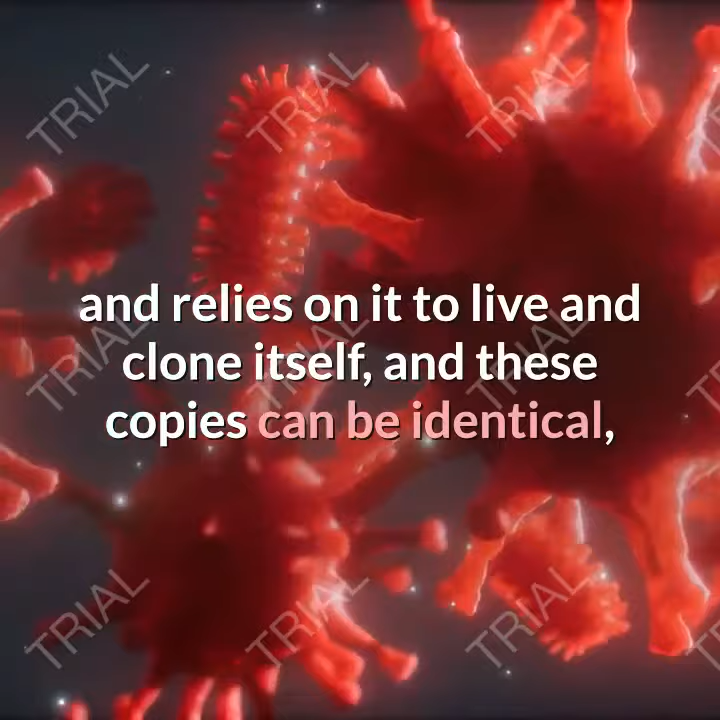 TRIAL TRIAL TRIAL
and relies on it to live and
clone itself, and these
copies can be identical,
TRIAL TRIAL TRIAL
TRIAL TRIAL TRIAL